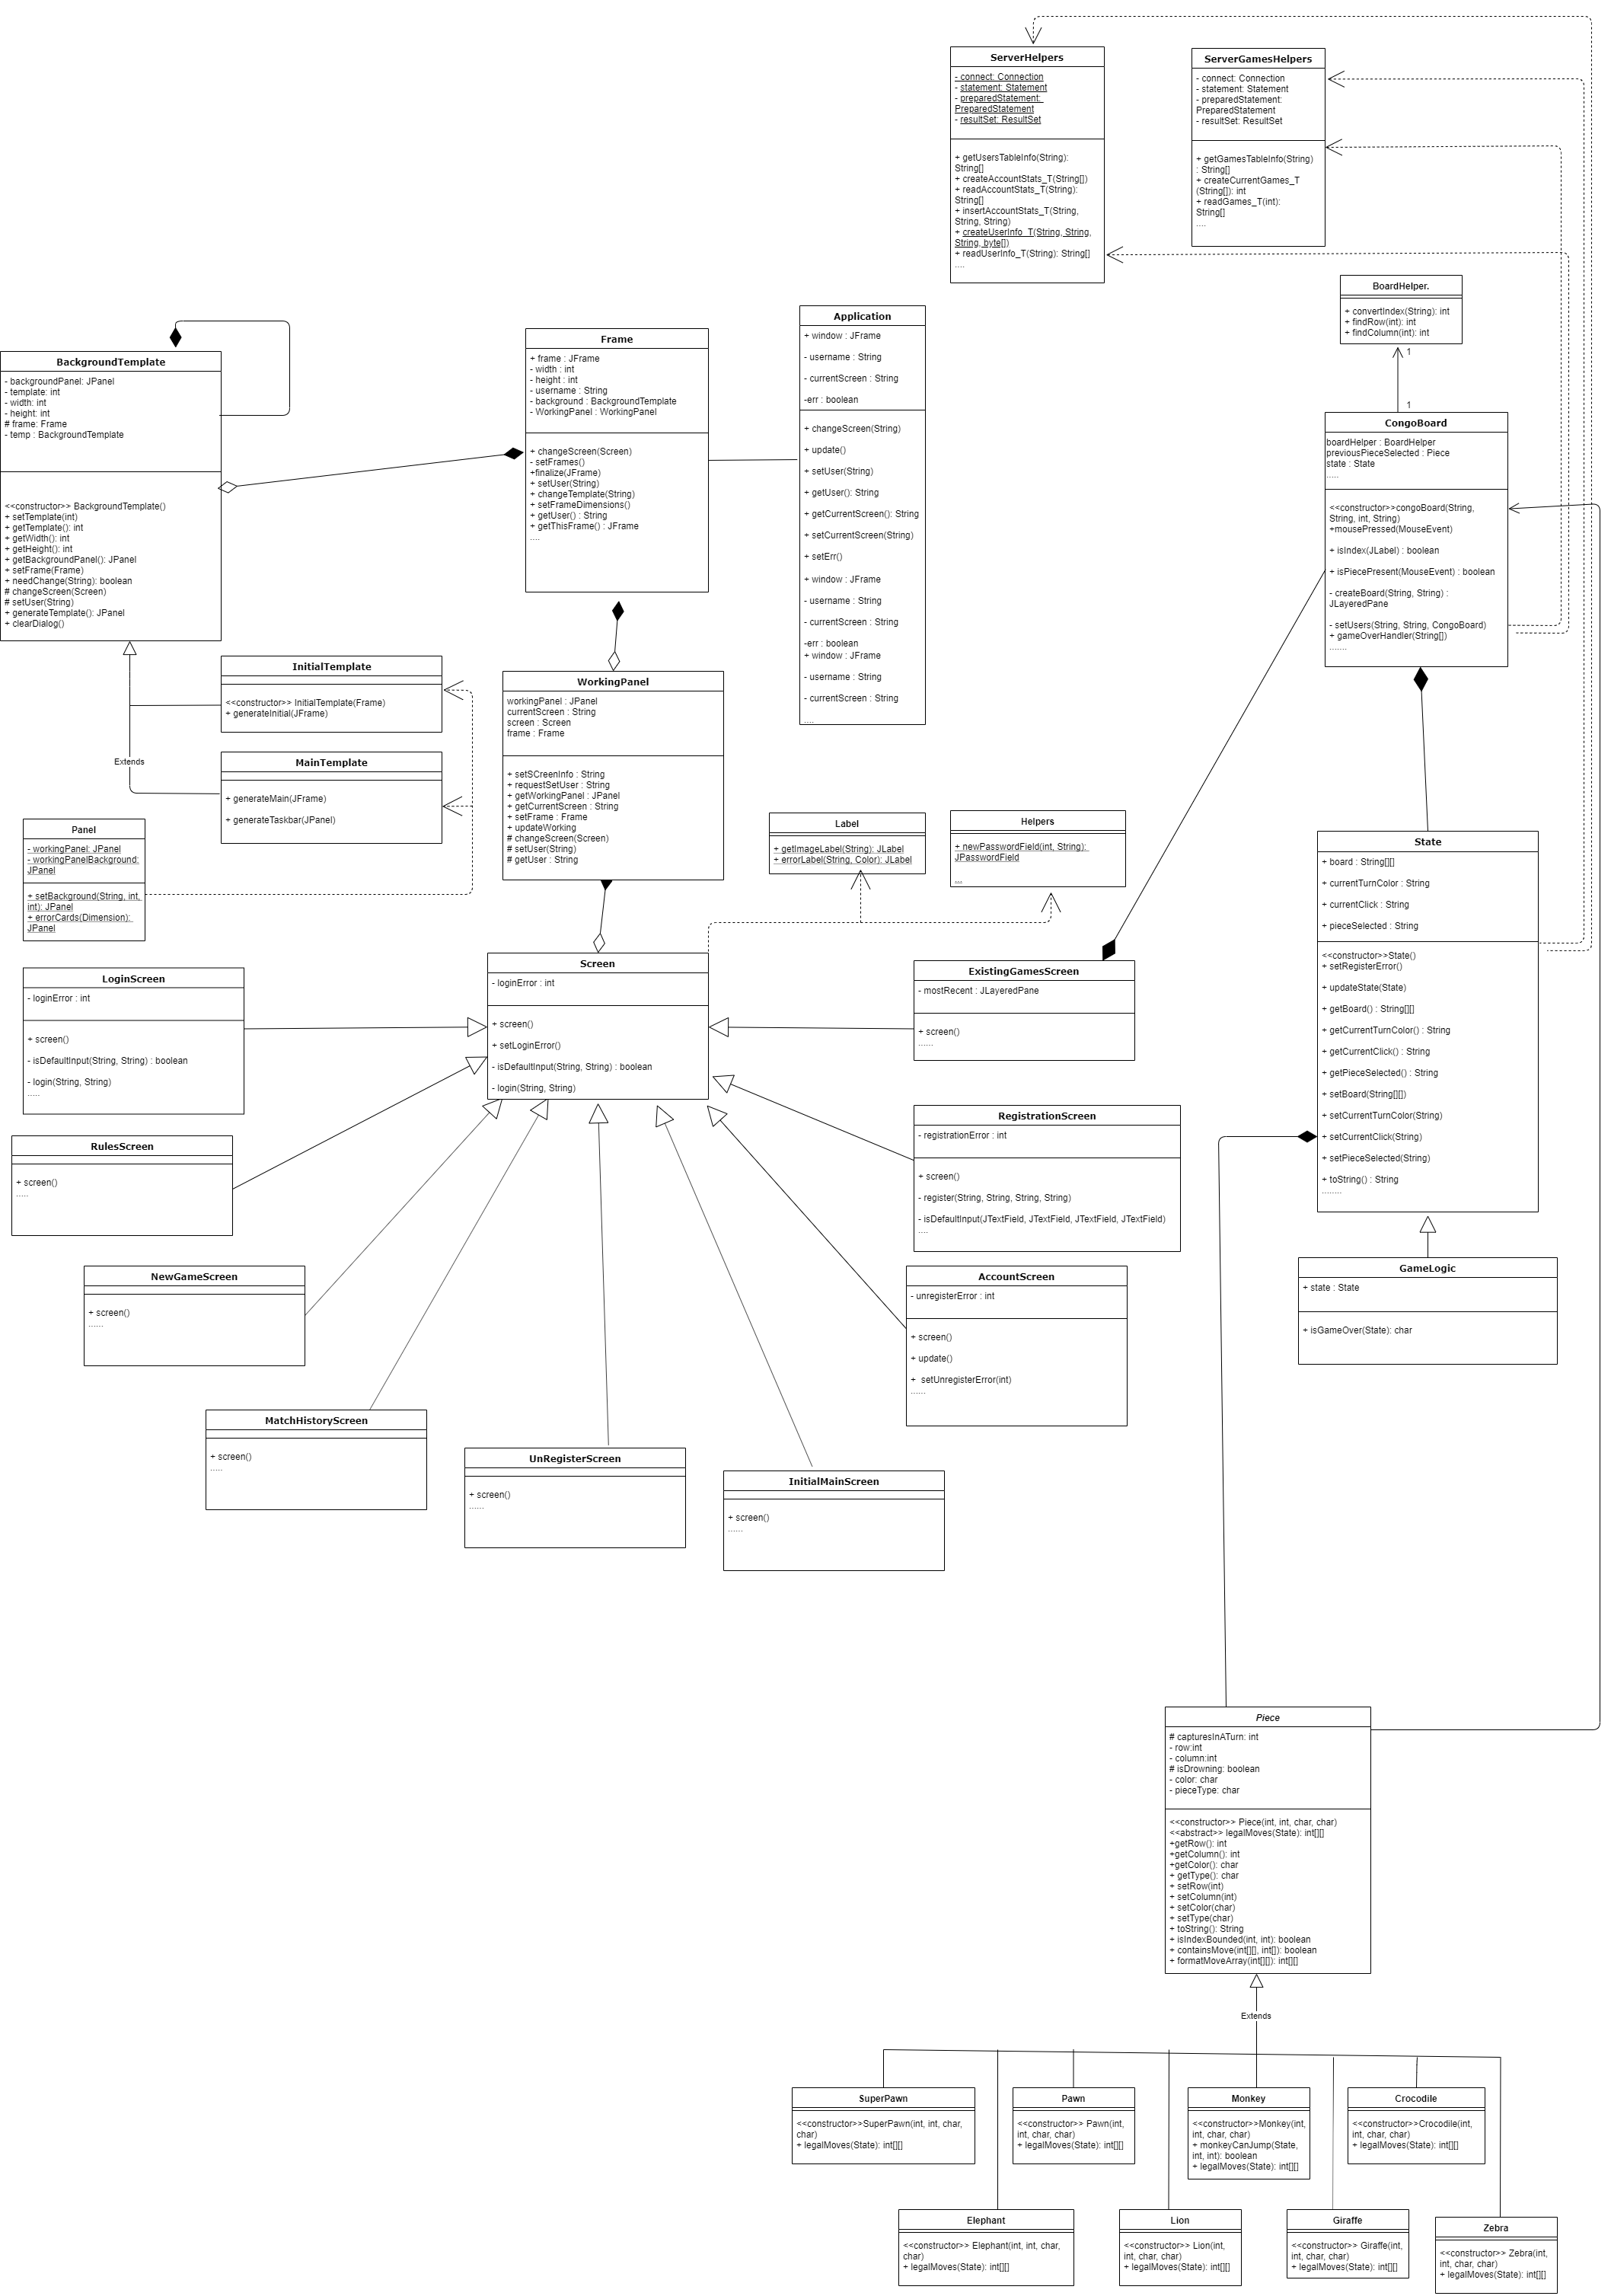 ServerHelpers
- connect: Connection
- statement: Statement
- preparedStatement:
PreparedStatement
- resultSet: ResultSet
+ getUsersTableInfo(String):
String[]
+ createAccountStats_T(String[])
+ readAccountStats_T(String):
String[]
+ insertAccountStats_T(String,
String, String)
+ createUserInfo_T(String, String,
String, byte[])
+ readUserInfo_T(String): String[]
....
ServerGamesHelpers
- connect: Connection
- statement: Statement
- preparedStatement:
PreparedStatement
- resultSet: ResultSet
+ getGamesTableInfo(String)
: String[]
+ createCurrentGames_T
(String[]): int
+ readGames_T(int):
String[]
....
BoardHelper.
+ convertIndex(String): int
+ findRow(int): int
+ findColumn(int): int
1
1
BackgroundTemplate
- backgroundPanel: JPanel
- template: int
- width: int
- height: int
# frame: Frame
- temp : BackgroundTemplate
<<constructor>> BackgroundTemplate()
+ setTemplate(int)
+ getTemplate(): int
+ getWidth(): int
+ getHeight(): int
+ getBackgroundPanel(): JPanel
+ setFrame(Frame)
+ needChange(String): boolean
# changeScreen(Screen)
# setUser(String)
+ generateTemplate(): JPanel
+ clearDialog()
Frame
+ frame : JFrame
- width : int
- height : int
- username : String
- background : BackgroundTemplate
- WorkingPanel : WorkingPanel
+ changeScreen(Screen)
- setFrames()
+finalize(JFrame)
+ setUser(String)
+ changeTemplate(String)
+ setFrameDimensions()
+ getUser() : String
+ getThisFrame() : JFrame
....
Application
+ window : JFrame
- username : String
- currentScreen : String
-err : boolean
+ changeScreen(String)
+ update()
+ setUser(String)
+ getUser(): String
+ getCurrentScreen(): String
+ setCurrentScreen(String)
+ setErr()
+ window : JFrame
- username : String
- currentScreen : String
-err : boolean
+ window : JFrame
- username : String
- currentScreen : String
....
CongoBoard
boardHelper : BoardHelper
previousPieceSelected : Piece
state : State
.....
<<constructor>>congoBoard(String,
String, int, String)
+mousePressed(MouseEvent)
+ isIndex(JLabel) : boolean
+ isPiecePresent(MouseEvent) : boolean
- createBoard(String, String) :
JLayeredPane
- setUsers(String, String, CongoBoard)
+ gameOverHandler(String[])
.......
InitialTemplate
<<constructor>> InitialTemplate(Frame)
+ generateInitial(JFrame)
Extends
MainTemplate
+ generateMain(JFrame)
+ generateTaskbar(JPanel)
WorkingPanel
workingPanel : JPanel
currentScreen : String
screen : Screen
frame : Frame
+ setSCreenInfo : String
+ requestSetUser : String
+ getWorkingPanel : JPanel
+ getCurrentScreen : String
+ setFrame : Frame
+ updateWorking
# changeScreen(Screen)
# setUser(String)
# getUser : String
Panel
- workingPanel: JPanel
- workingPanelBackground:
JPanel
+ setBackground(String, int,
int): JPanel
+ errorCards(Dimension):
JPanel
Label
+ getImageLabel(String): JLabel
+ errorLabel(String, Color): JLabel
Helpers
+ newPasswordField(int, String):
JPasswordField
...
State
+ board : String[][]
+ currentTurnColor : String
+ currentClick : String
+ pieceSelected : String
<<constructor>>State()
+ setRegisterError()
+ updateState(State)
+ getBoard() : String[][]
+ getCurrentTurnColor() : String
+ getCurrentClick() : String
+ getPieceSelected() : String
+ setBoard(String[][])
+ setCurrentTurnColor(String)
+ setCurrentClick(String)
+ setPieceSelected(String)
+ toString() : String
........
LoginScreen
- loginError : int
+ screen()
- isDefaultInput(String, String) : boolean
- login(String, String)
.....
Screen
- loginError : int
+ screen()
+ setLoginError()
- isDefaultInput(String, String) : boolean
- login(String, String)
ExistingGamesScreen
- mostRecent : JLayeredPane
+ screen()
......
RulesScreen
+ screen()
.....
RegistrationScreen
- registrationError : int
+ screen()
- register(String, String, String, String)
- isDefaultInput(JTextField, JTextField, JTextField, JTextField)
....
NewGameScreen
+ screen()
......
AccountScreen
- unregisterError : int
+ screen()
+ update()
+  setUnregisterError(int)
......
GameLogic
+ state : State
+ isGameOver(State): char
MatchHistoryScreen
+ screen()
.....
UnRegisterScreen
+ screen()
......
InitialMainScreen
+ screen()
......
Piece
# capturesInATurn: int
- row:int
- column:int
# isDrowning: boolean
- color: char
- pieceType: char
<<constructor>> Piece(int, int, char, char)
<<abstract>> legalMoves(State): int[][]
+getRow(): int
+getColumn(): int
+getColor(): char
+ getType(): char
+ setRow(int)
+ setColumn(int)
+ setColor(char)
+ setType(char)
+ toString(): String
+ isIndexBounded(int, int): boolean
+ containsMove(int[][], int[]): boolean
+ formatMoveArray(int[][]): int[][]
Extends
SuperPawn
<<constructor>>SuperPawn(int, int, char,
char)
+ legalMoves(State): int[][]
Pawn
<<constructor>> Pawn(int,
int, char, char)
+ legalMoves(State): int[][]
Monkey
<<constructor>>Monkey(int,
int, char, char)
+ monkeyCanJump(State,
int, int): boolean
+ legalMoves(State): int[][]
Crocodile
<<constructor>>Crocodile(int,
int, char, char)
+ legalMoves(State): int[][]
Elephant
<<constructor>> Elephant(int, int, char,
char)
+ legalMoves(State): int[][]
Lion
<<constructor>> Lion(int,
int, char, char)
+ legalMoves(State): int[][]
Giraffe
<<constructor>> Giraffe(int,
int, char, char)
+ legalMoves(State): int[][]
Zebra
<<constructor>> Zebra(int,
int, char, char)
+ legalMoves(State): int[][]